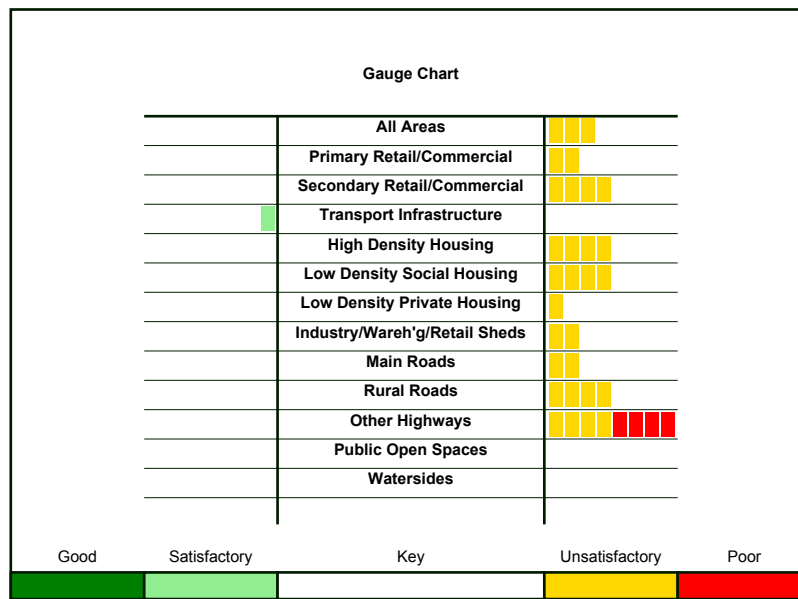 Gauge Chart
All Areas
Primary Retail/Commercial
Secondary Retail/Commercial
Transport Infrastructure
High Density Housing
Low Density Social Housing
Low Density Private Housing
Industry/Wareh'g/Retail Sheds
Main Roads
Rural Roads
Other Highways
Public Open Spaces
Watersides
Good Satisfactory Key Unsatisfactory Poor